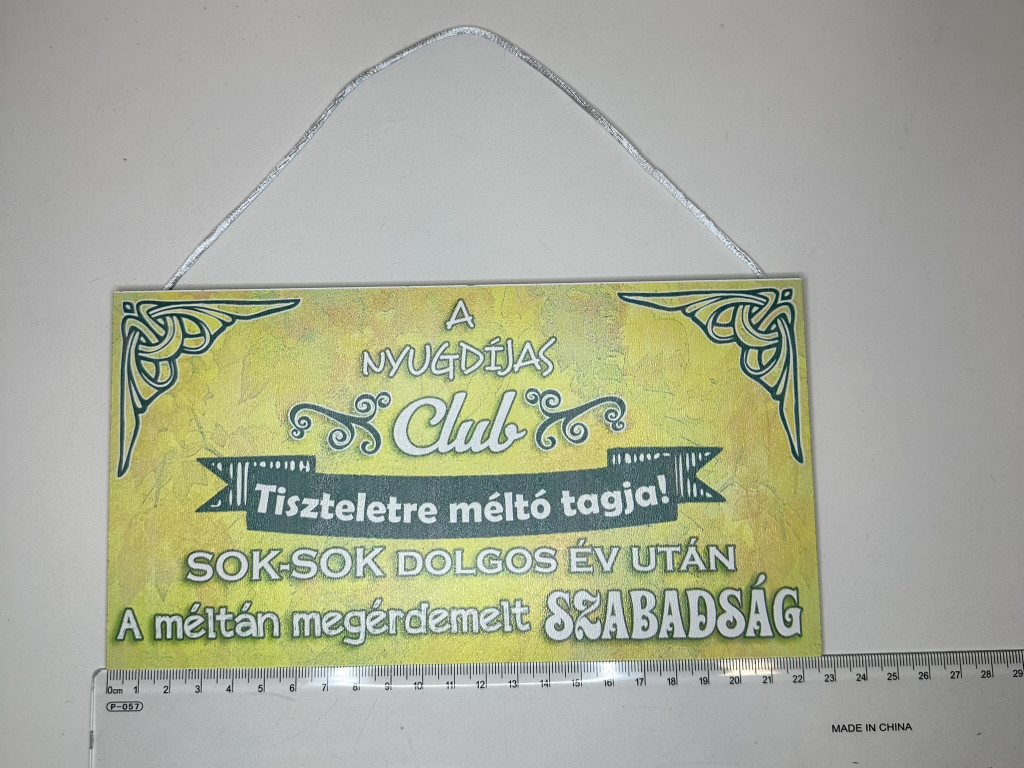 A
NYUGDÍJAS
Club
Tiszteletre méltó tagja!
SOK-SOK DOLGOS ÉV UTÁN
A méltán megérdemelt SZABADSÁG
0cm 1 2 3 4 5 6 7 8 9 10 11 12 13 14 15 16 17 18 19 20 21 22 23 24 25 26 27 28 29
P-057
MADE IN CHINA